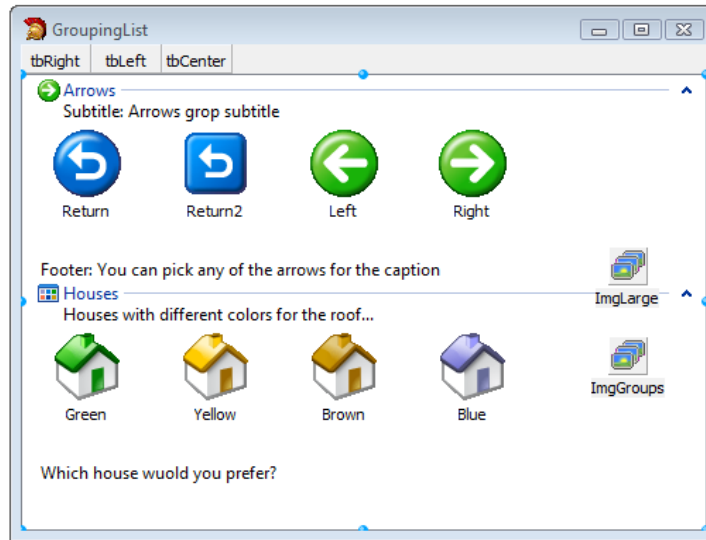 GroupingList
tbRight tbLeft tbCenter
Arrows
Subtitle: Arrows grop subtitle
Return Return2 Left Right
Footer: You can pick any of the arrows for the caption
ImgLarge
Houses
Houses with different colors for the roof...
ImgGroups
Green Yellow Brown Blue
Which house wuold you prefer?